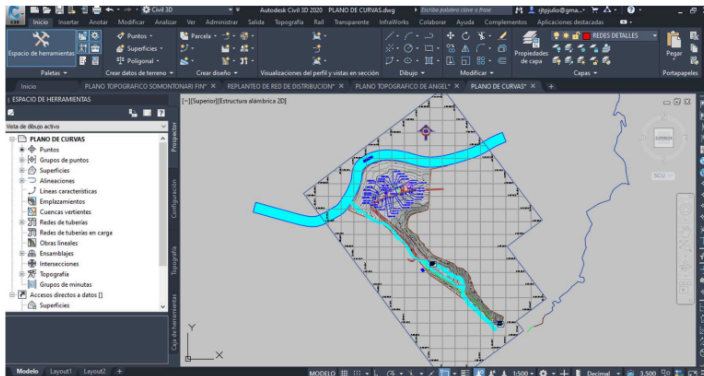 Civil 3D
Autodesk Civil 3D 2020 PLANO DE CURVAS.dwg
Escriba palabra clave o frase
rjtpjulio@gma...
Inicio Insertar Anotar Modificar Analizar Ver Administrar Salida Topografía Rail Transparente InfraWorks Colaborar Ayuda Complementos Aplicaciones destacadas
Espacio de herramientas
Puntos
Superficies
Polígonal
Parcela
Propiedades
de capa
REDES DETALLES
Pegar
Paletas
Crear datos de terreno
Crear diseño
Visualizaciones del perfil y vistas en sección
Dibujo
Modificar
Capas
Portapapeles
Inicio
PLANO TOPOGRAFICO SOMONTONARI FIN*
REPLANTEO DE RED DE DISTRIBUCION*
PLANO TOPOGRAFICO DE ANGEL*
PLANO DE CURVAS*
ESPACIO DE HERRAMIENTAS
[−][Superior][Estructura alámbrica 2D]
Vista de dibujo activo
PLANO DE CURVAS
Puntos
Grupos de puntos
Superficies
Alineaciones
Líneas características
Emplazamientos
Cuencas vertientes
Redes de tuberías
Redes de tuberías en carga
Obras lineales
Ensamblajes
Intersecciones
Topografía
Grupos de minutas
Accesos directos a datos []
Superficies
Prospector
Configuración
Topografía
Caja de herramientas
SCU
Y
X
Modelo Layout1 Layout2 +
MODELO
1:500
Decimal
3.500